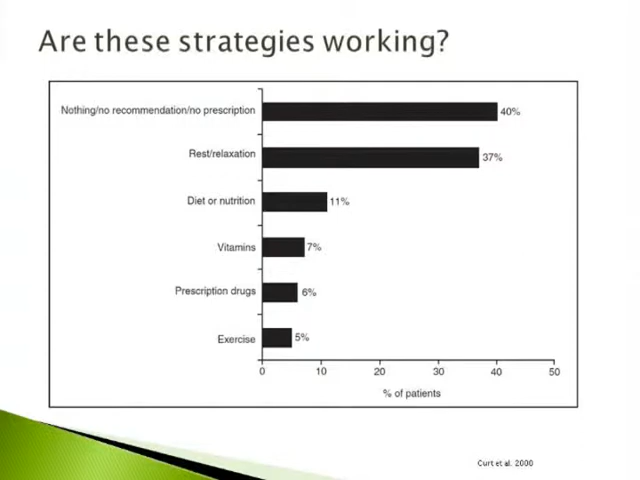 Are these strategies working?
Nothing/no recommendation/no prescription 40%
Rest/relaxation 37%
Diet or nutrition 11%
Vitamins 7%
Prescription drugs 6%
Exercise 5%
0 10 20 30 40 50
% of patients
Curt et al. 2000